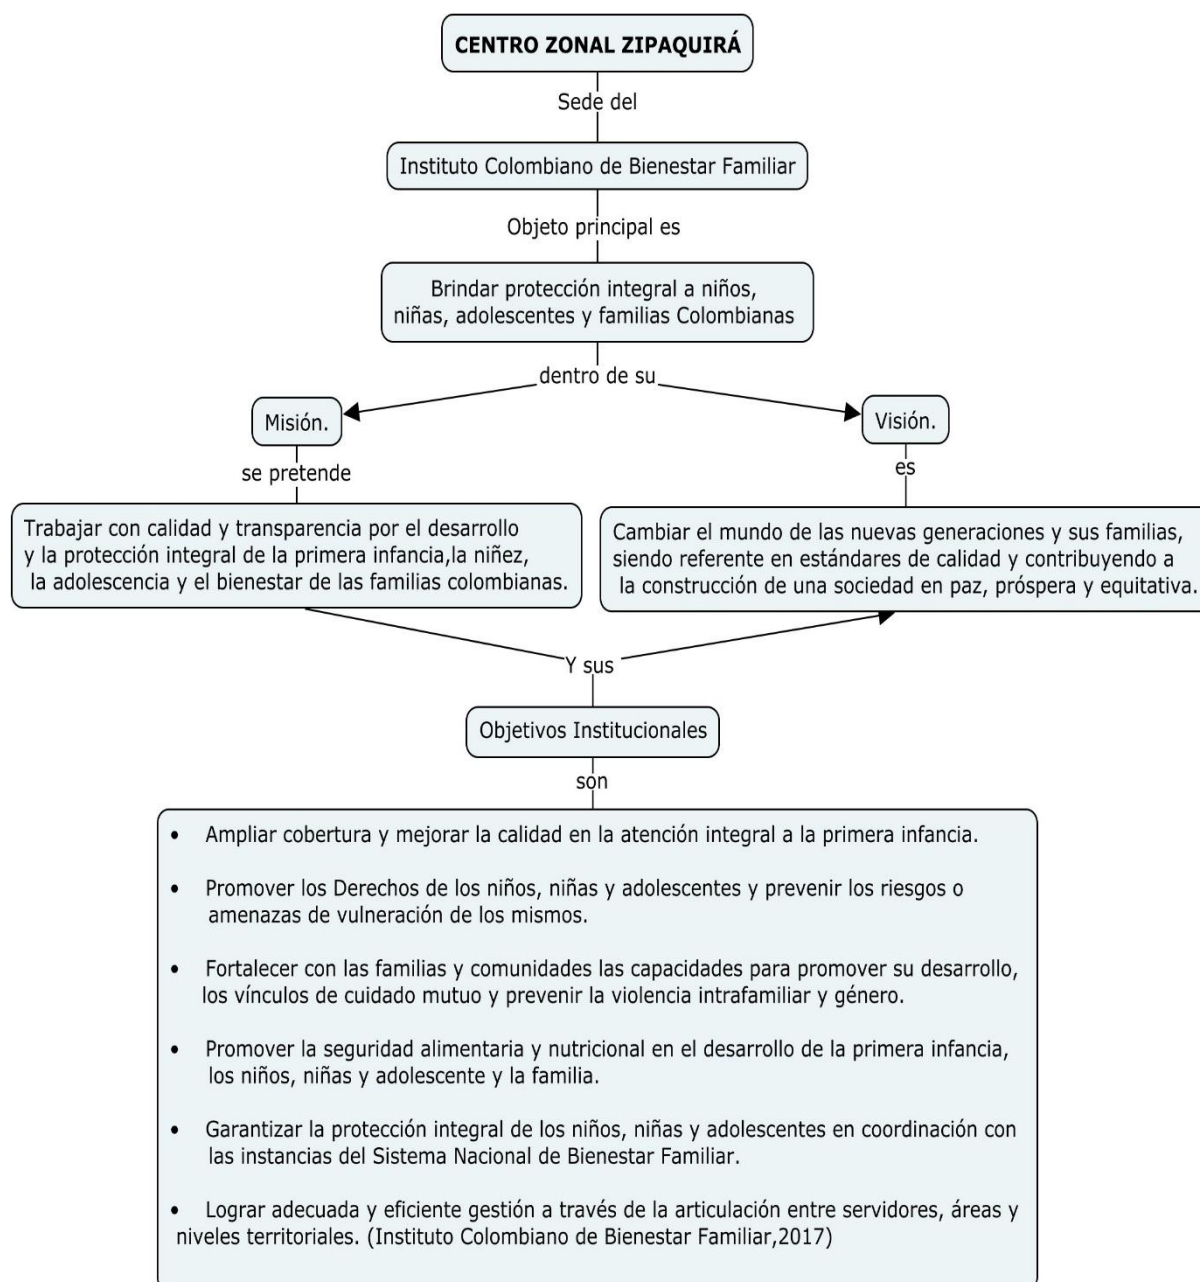 CENTRO ZONAL ZIPAQUIRÁ
Sede del
Instituto Colombiano de Bienestar Familiar
Objeto principal es
Brindar protección integral a niños,
niñas, adolescentes y familias Colombianas
dentro de su
Misión.
Visión.
se pretende
es
Trabajar con calidad y transparencia por el desarrollo
y la protección integral de la primera infancia,la niñez,
la adolescencia y el bienestar de las familias colombianas.
Cambiar el mundo de las nuevas generaciones y sus familias,
siendo referente en estándares de calidad y contribuyendo a
la construcción de una sociedad en paz, próspera y equitativa.
Y sus
Objetivos Institucionales
son
• Ampliar cobertura y mejorar la calidad en la atención integral a la primera infancia.
• Promover los Derechos de los niños, niñas y adolescentes y prevenir los riesgos o
amenazas de vulneración de los mismos.
• Fortalecer con las familias y comunidades las capacidades para promover su desarrollo,
los vínculos de cuidado mutuo y prevenir la violencia intrafamiliar y género.
• Promover la seguridad alimentaria y nutricional en el desarrollo de la primera infancia,
los niños, niñas y adolescente y la familia.
• Garantizar la protección integral de los niños, niñas y adolescentes en coordinación con
las instancias del Sistema Nacional de Bienestar Familiar.
• Lograr adecuada y eficiente gestión a través de la articulación entre servidores, áreas y
niveles territoriales. (Instituto Colombiano de Bienestar Familiar,2017)